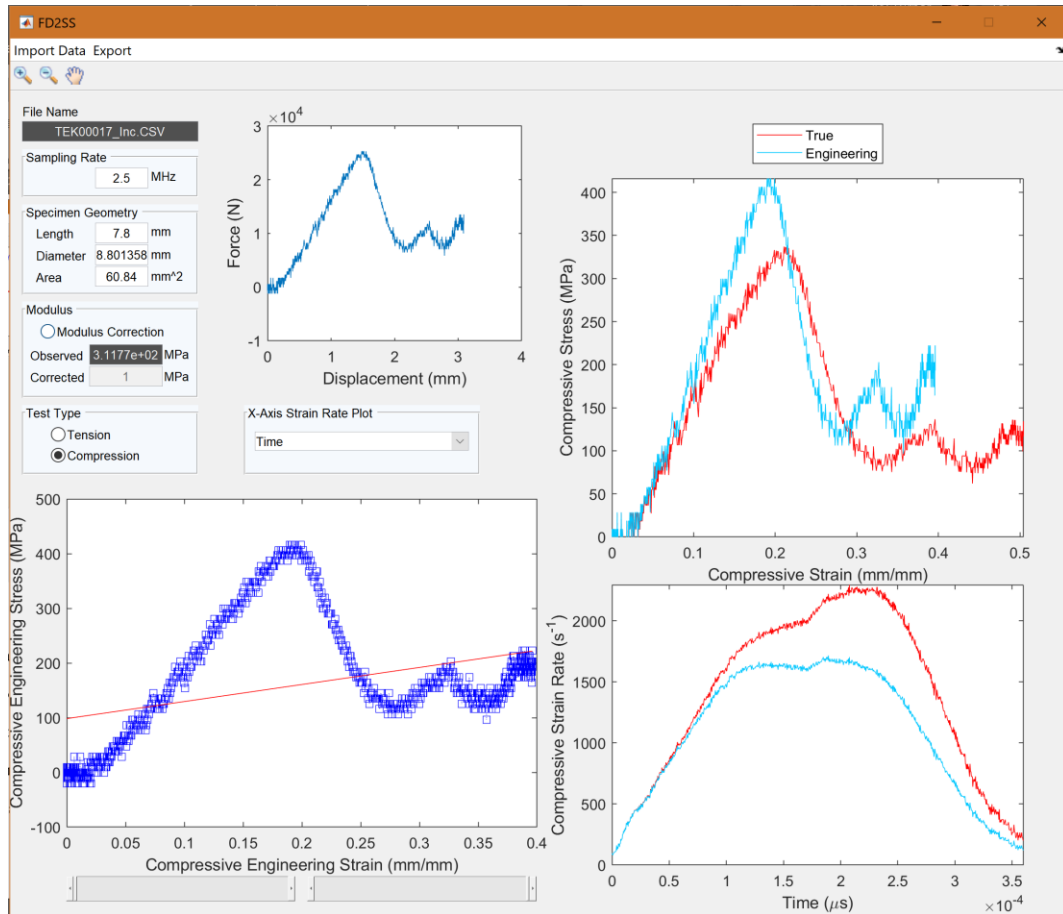 FD2SS
Import Data Export
File Name
TEK00017_Inc.CSV
Sampling Rate
2.5 MHz
Specimen Geometry
Length 7.8 mm
Diameter 8.801358 mm
Area 60.84 mm^2
Modulus
Modulus Correction
Observed 3.1177e+02 MPa
Corrected 1 MPa
Test Type
Tension
Compression
×10⁴
3
2
1
0
-1
Force (N)
0 1 2 3 4
Displacement (mm)
X-Axis Strain Rate Plot
Time
True
Engineering
400
350
300
250
200
150
100
50
0
Compressive Stress (MPa)
0 0.1 0.2 0.3 0.4 0.5
Compressive Strain (mm/mm)
500
400
300
200
100
0
-100
Compressive Engineering Stress (MPa)
0 0.05 0.1 0.15 0.2 0.25 0.3 0.35 0.4
Compressive Engineering Strain (mm/mm)
2000
1500
1000
500
0
Compressive Strain Rate (s⁻¹)
0 0.5 1 1.5 2 2.5 3 3.5
Time (μs)
×10⁻⁴